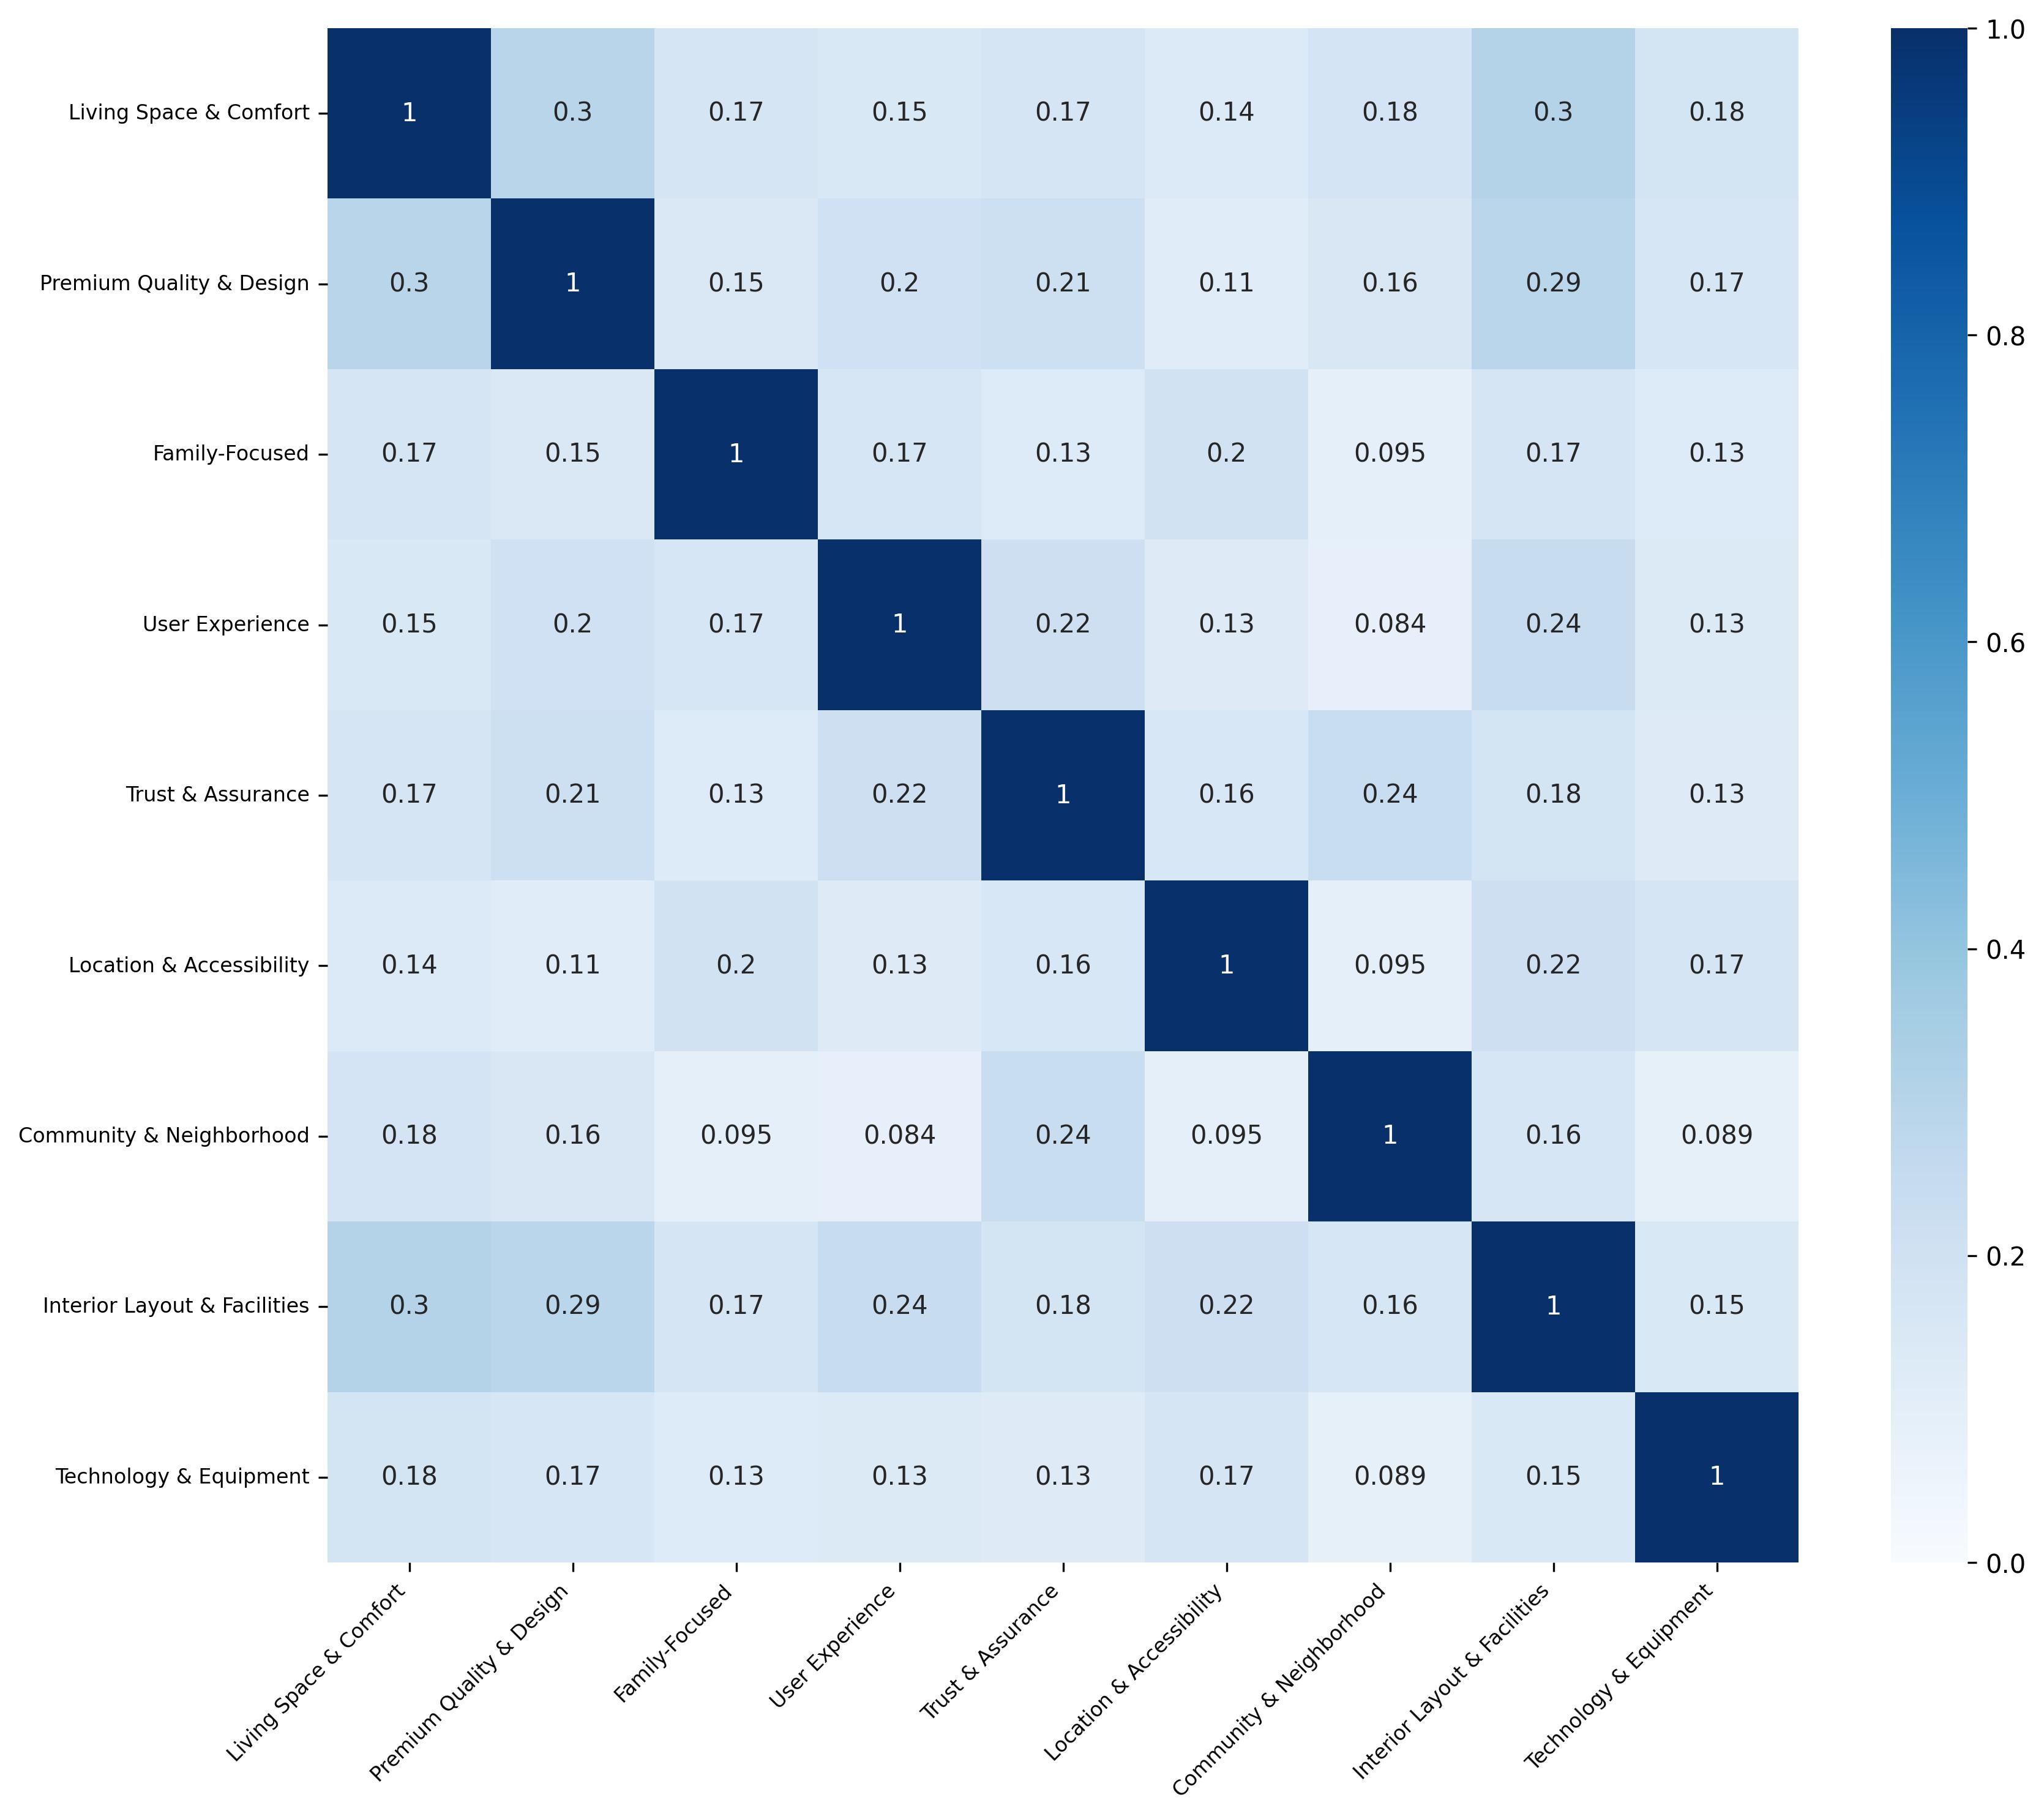 Living Space & Comfort 1 0.3 0.17 0.15 0.17 0.14 0.18 0.3 0.18
Premium Quality & Design 0.3 1 0.15 0.2 0.21 0.11 0.16 0.29 0.17
Family-Focused 0.17 0.15 1 0.17 0.13 0.2 0.095 0.17 0.13
User Experience 0.15 0.2 0.17 1 0.22 0.13 0.084 0.24 0.13
Trust & Assurance 0.17 0.21 0.13 0.22 1 0.16 0.24 0.18 0.13
Location & Accessibility 0.14 0.11 0.2 0.13 0.16 1 0.095 0.22 0.17
Community & Neighborhood 0.18 0.16 0.095 0.084 0.24 0.095 1 0.16 0.089
Interior Layout & Facilities 0.3 0.29 0.17 0.24 0.18 0.22 0.16 1 0.15
Technology & Equipment 0.18 0.17 0.13 0.13 0.13 0.17 0.089 0.15 1
Living Space & Comfort
Premium Quality & Design
Family-Focused
User Experience
Trust & Assurance
Location & Accessibility
Community & Neighborhood
Interior Layout & Facilities
Technology & Equipment
1.0
0.8
0.6
0.4
0.2
0.0